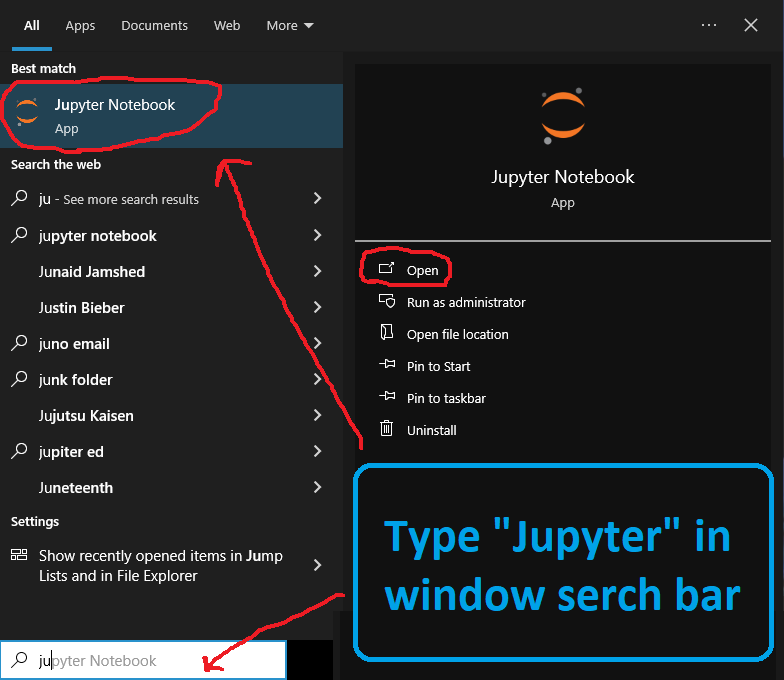 All Apps Documents Web More
Best match
Jupyter Notebook
App
Search the web
ju - See more search results
jupyter notebook
Junaid Jamshed
Justin Bieber
juno email
junk folder
Jujutsu Kaisen
jupiter ed
Juneteenth
Settings
Show recently opened items in Jump
Lists and in File Explorer
jupyter Notebook
Jupyter Notebook
App
Open
Run as administrator
Open file location
Pin to Start
Pin to taskbar
Uninstall
Type "Jupyter" in
window serch bar